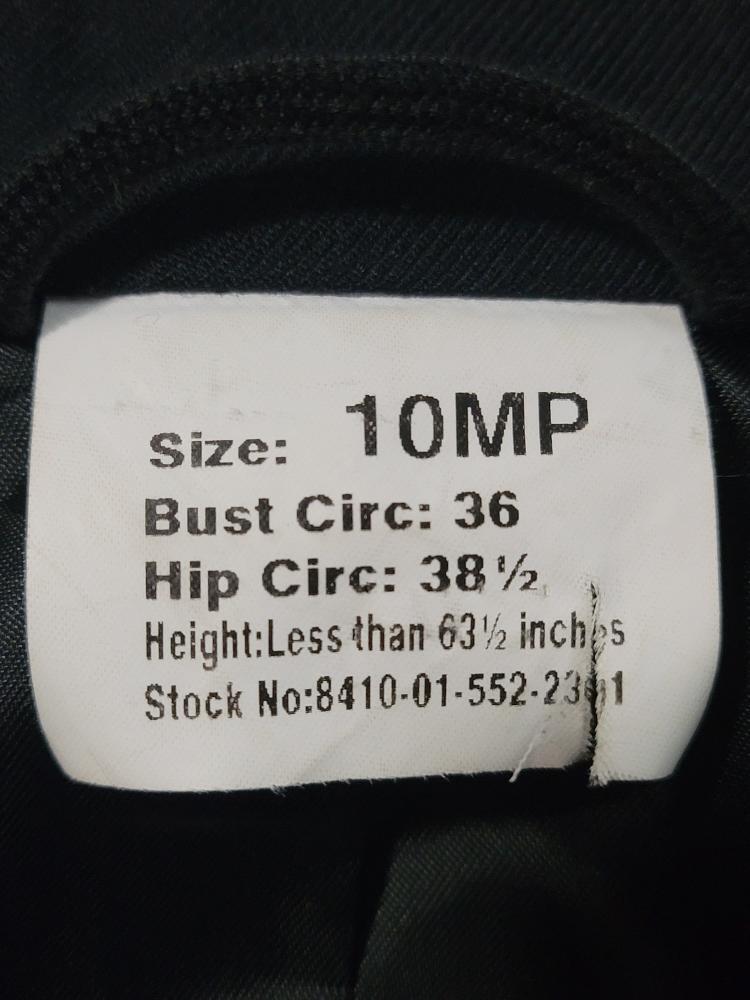 Size: 10MP
Bust Circ: 36
Hip Circ: 38½
Height:Less than 63½ inches
Stock No: